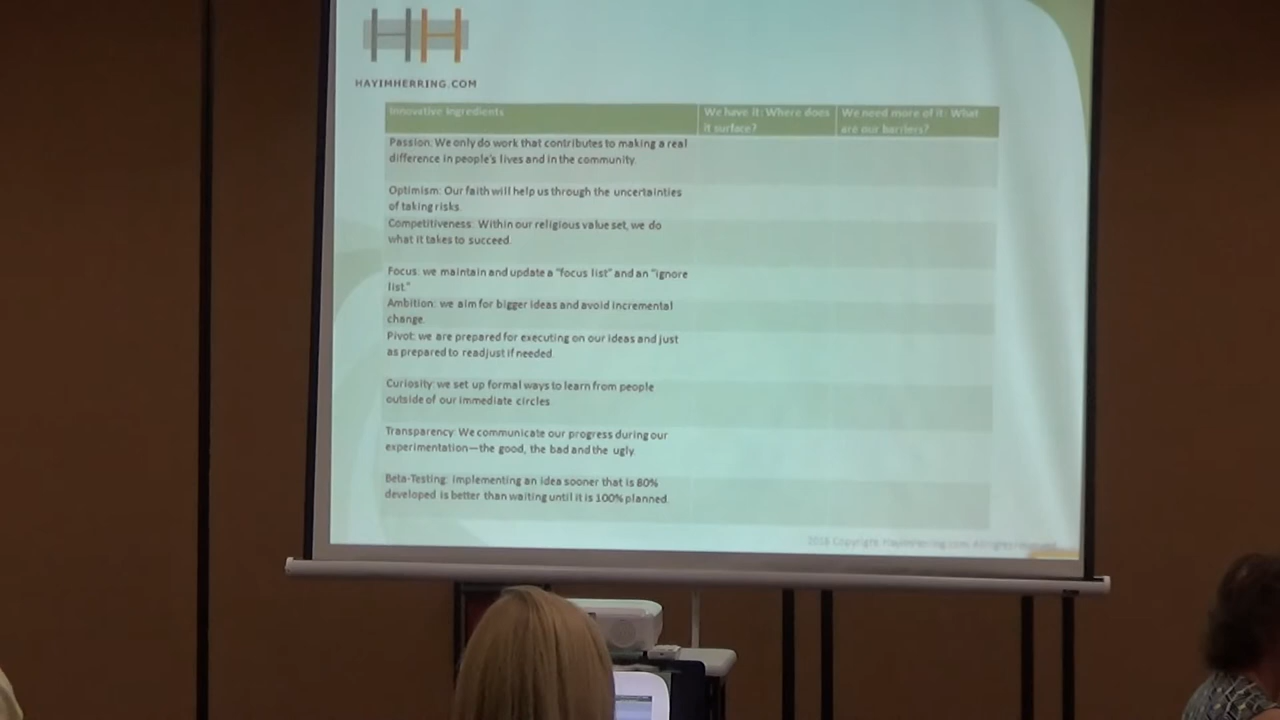 HH
HAYIMHERRING.COM
Innovative Ingredients
We have it: Where does
it surface?
We need more of it: What
are our barriers?
Passion: We only do work that contributes to making a real
difference in people's lives and in the community.
Optimism: Our faith will help us through the uncertainties
of taking risks.
Competitiveness: Within our religious value set, we do
what it takes to succeed.
Focus: we maintain and update a "focus list" and an "ignore
list."
Ambition: we aim for bigger ideas and avoid incremental
change.
Pivot: we are prepared for executing on our ideas and just
as prepared to readjust if needed.
Curiosity: we set up formal ways to learn from people
outside of our immediate circles.
Transparency: We communicate our progress during our
experimentation—the good, the bad and the ugly.
Beta-Testing: Implementing an idea sooner that is 80%
developed is better than waiting until it is 100% planned.
Copyright HayimHerring.com. All rights